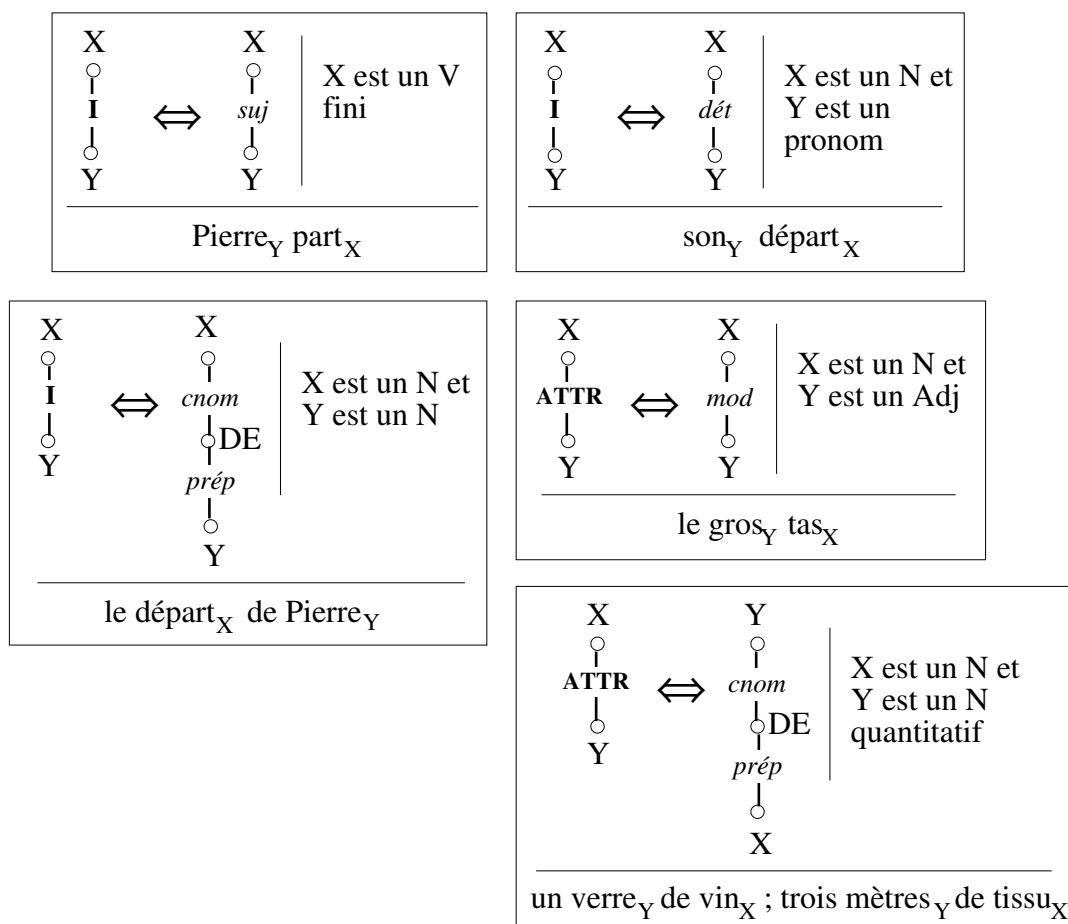 X
I
Y
⇔
X
suj
Y
X est un V
fini
Pierre_Y part_X
X
I
Y
⇔
X
dét
Y
X est un N et
Y est un
pronom
son_Y départ_X
X
I
Y
⇔
X
cnom
DE
prép
Y
X est un N et
Y est un N
le départ_X de Pierre_Y
X
ATTR
Y
⇔
X
mod
Y
X est un N et
Y est un Adj
le gros_Y tas_X
X
ATTR
Y
⇔
Y
cnom
DE
prép
X
X est un N et
Y est un N
quantitatif
un verre_Y de vin_X ; trois mètres_Y de tissu_X